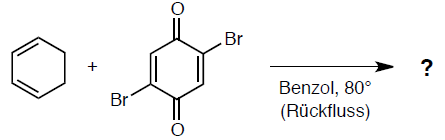 O
Br
+
?
Br
Benzol, 80°
(Rückfluss)
O